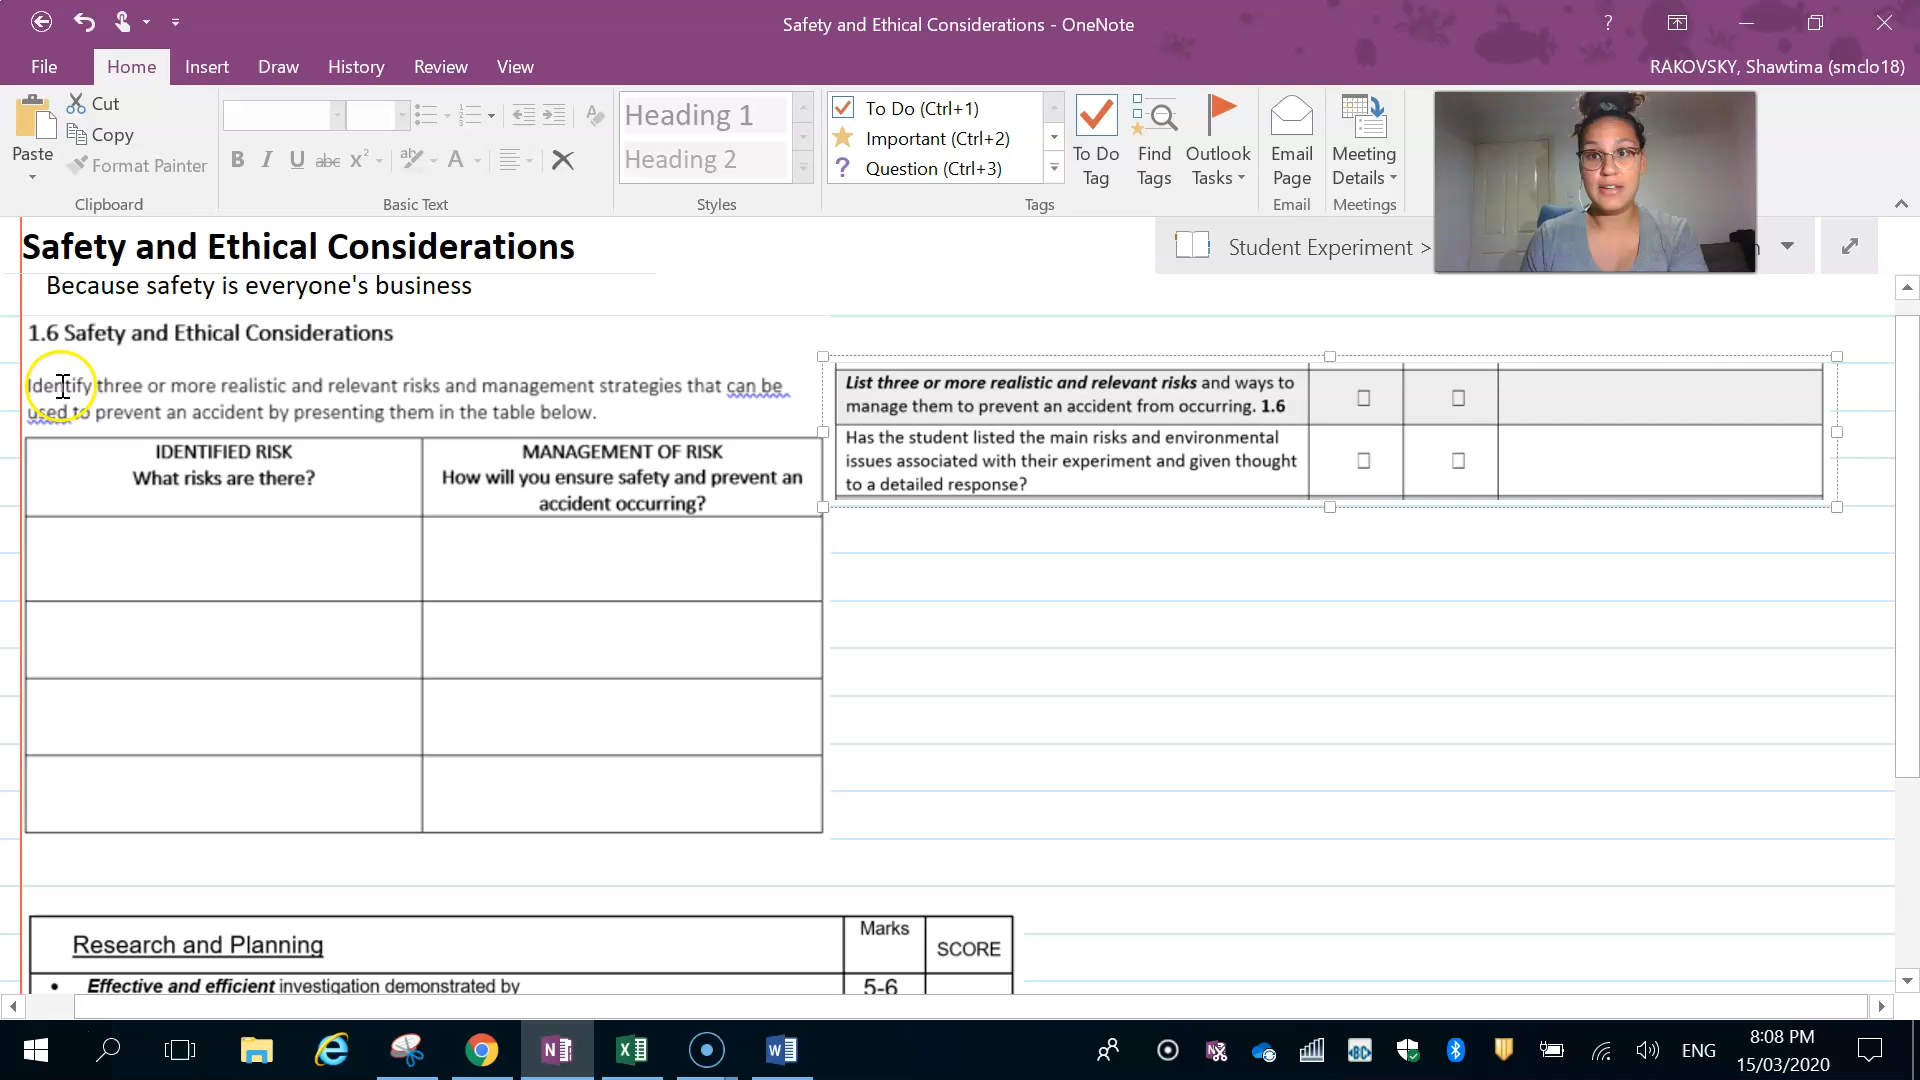 Safety and Ethical Considerations - OneNote
File
Home
Insert
Draw
History
Review
View
RAKOVSKY, Shawtima (smclo18)
Paste
Cut
Copy
Format Painter
Clipboard
B I U abc x²
A
Basic Text
Heading 1
Heading 2
Styles
To Do (Ctrl+1)
Important (Ctrl+2)
Question (Ctrl+3)
To Do
Tag
Find
Tags
Outlook
Tasks
Tags
Email
Page
Email
Meeting
Details
Meetings
Safety and Ethical Considerations
Student Experiment >
Because safety is everyone's business
1.6 Safety and Ethical Considerations
Identify three or more realistic and relevant risks and management strategies that can be
used to prevent an accident by presenting them in the table below.
IDENTIFIED RISK
What risks are there?
MANAGEMENT OF RISK
How will you ensure safety and prevent an
accident occurring?
List three or more realistic and relevant risks and ways to
manage them to prevent an accident from occurring. 1.6
Has the student listed the main risks and environmental
issues associated with their experiment and given thought
to a detailed response?
Research and Planning
Marks
SCORE
• Effective and efficient investigation demonstrated by
5-6
ENG
8:08 PM
15/03/2020